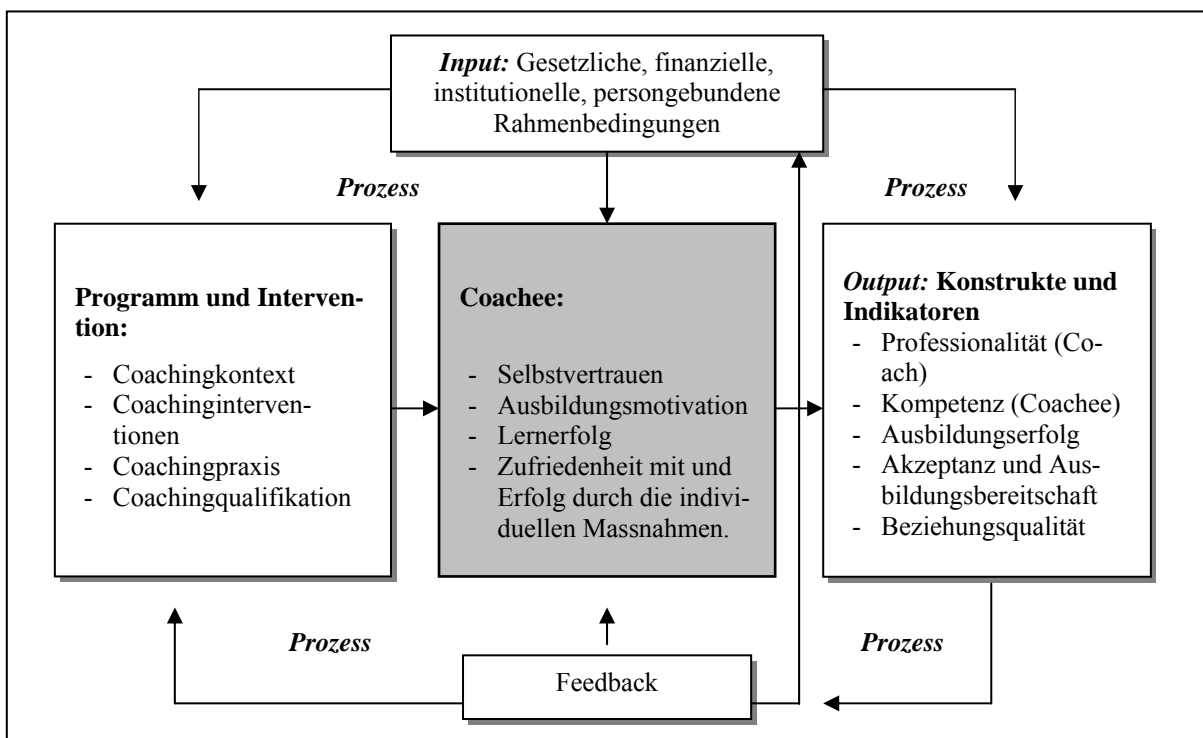 Input: Gesetzliche, finanzielle,
institutionelle, persongebundene
Rahmenbedingungen
Prozess
Prozess
Programm und Interven-
tion:
- Coachingkontext
- Coachinginterven-
tionen
- Coachingpraxis
- Coachingqualifikation
Coachee:
- Selbstvertrauen
- Ausbildungsmotivation
- Lernerfolg
- Zufriedenheit mit und
Erfolg durch die indivi-
duellen Massnahmen.
Output: Konstrukte und
Indikatoren
- Professionalität (Co-
ach)
- Kompetenz (Coachee)
- Ausbildungserfolg
- Akzeptanz und Aus-
bildungsbereitschaft
- Beziehungsqualität
Prozess
Prozess
Feedback